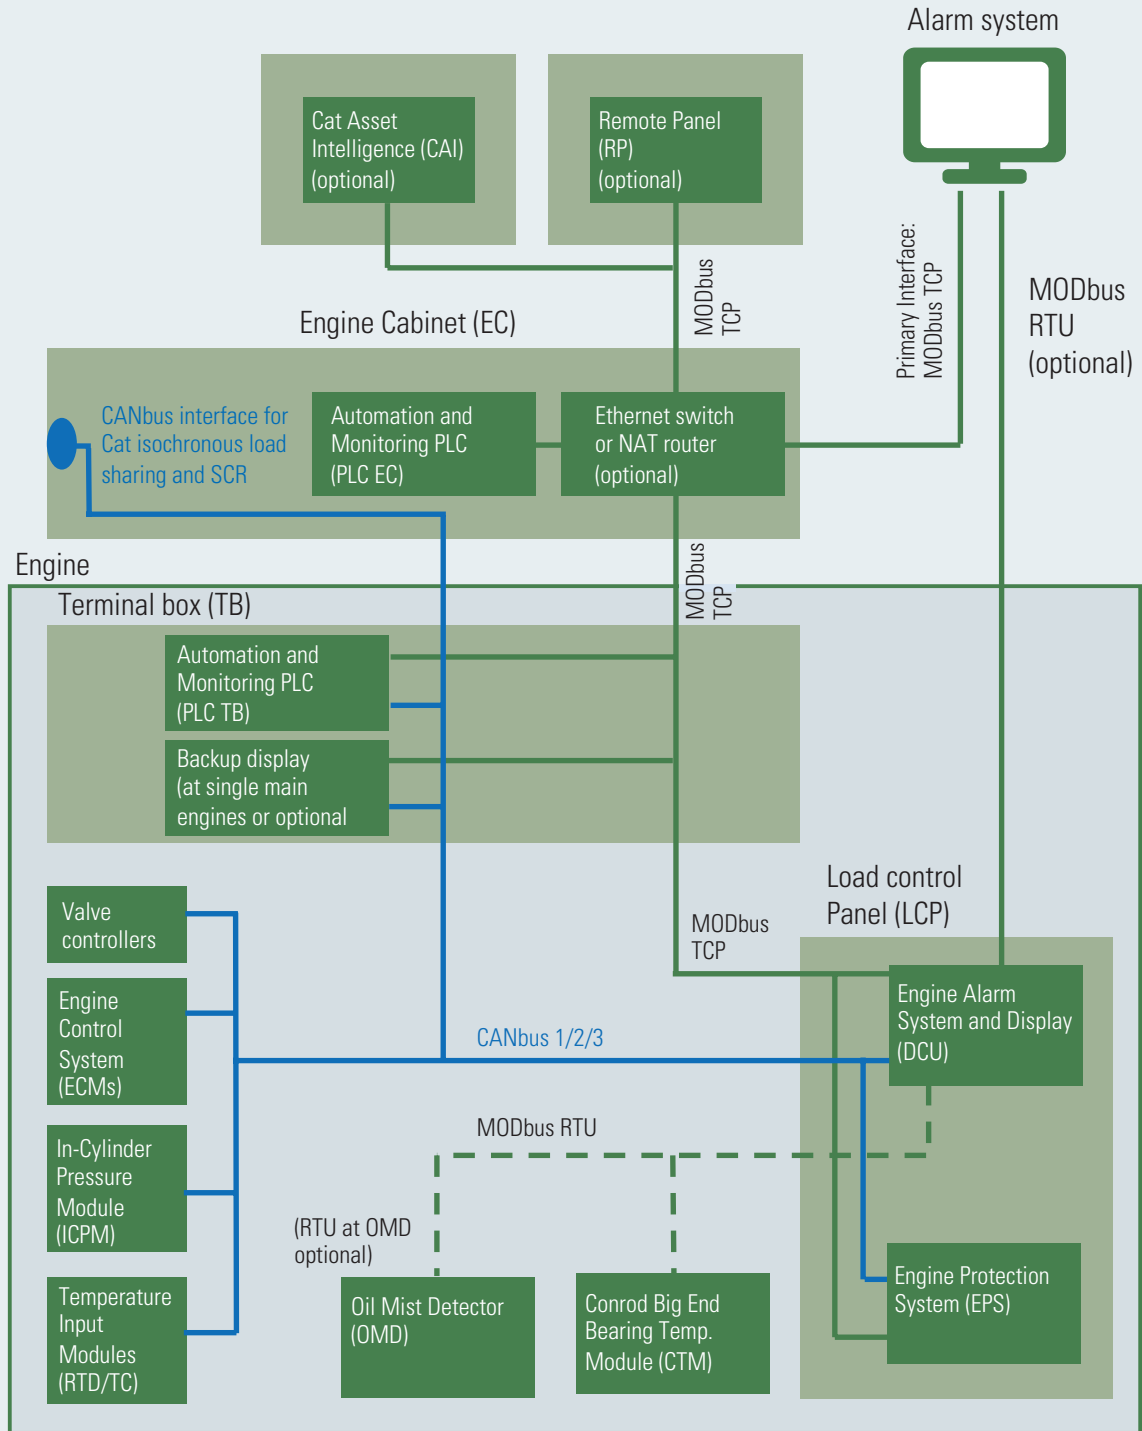 Alarm system
Cat Asset
Intelligence (CAI)
(optional)
Remote Panel
(RP)
(optional)
MODbus
TCP
Primary Interface:
MODbus TCP
MODbus
RTU
(optional)
Engine Cabinet (EC)
CANbus interface for
Cat isochronous load
sharing and SCR
Automation and
Monitoring PLC
(PLC EC)
Ethernet switch
or NAT router
(optional)
MODbus
TCP
Engine
Terminal box (TB)
Automation and
Monitoring PLC
(PLC TB)
Backup display
(at single main
engines or optional
Valve
controllers
Engine
Control
System
(ECMs)
In-Cylinder
Pressure
Module
(ICPM)
Temperature
Input
Modules
(RTD/TC)
MODbus
TCP
Load control
Panel (LCP)
Engine Alarm
System and Display
(DCU)
CANbus 1/2/3
MODbus RTU
(RTU at OMD
optional)
Oil Mist Detector
(OMD)
Conrod Big End
Bearing Temp.
Module (CTM)
Engine Protection
System (EPS)